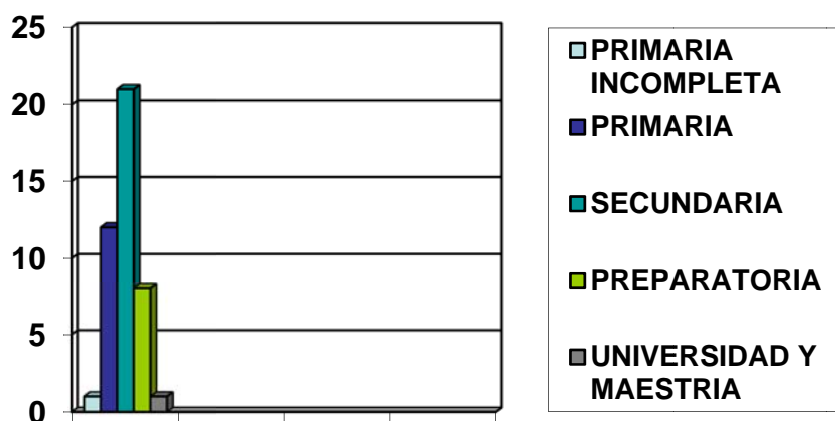 25
20
15
10
5
0
PRIMARIA
INCOMPLETA
PRIMARIA
SECUNDARIA
PREPARATORIA
UNIVERSIDAD Y
MAESTRIA